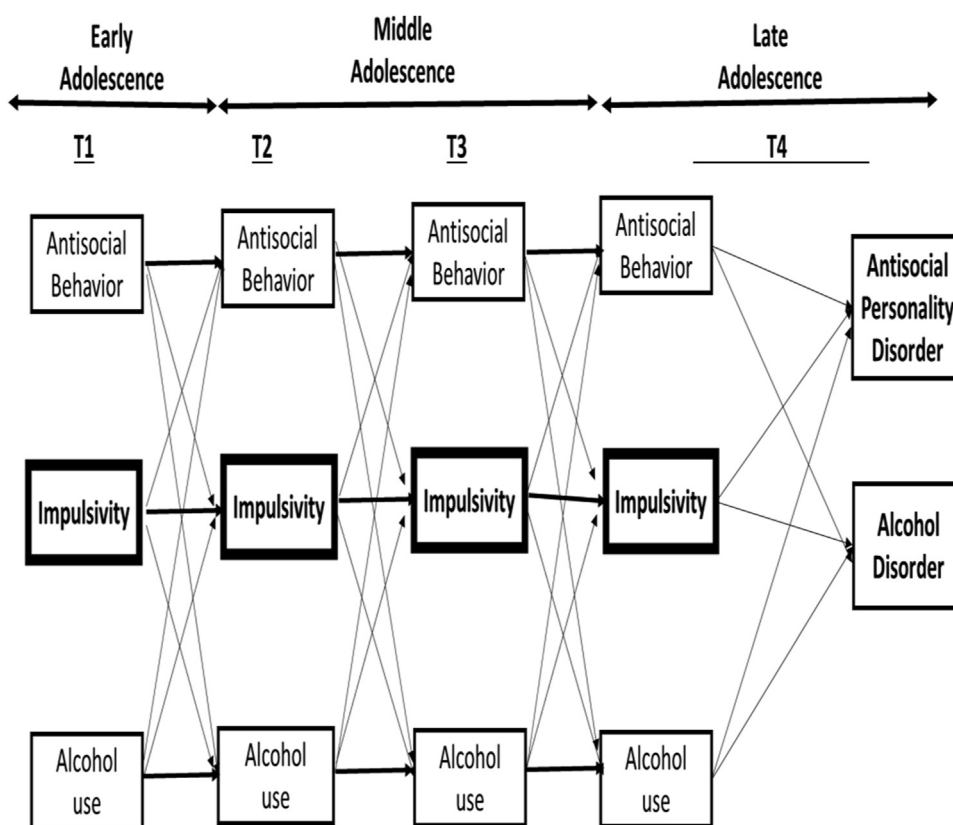 Early
Adolescence
Middle
Adolescence
Late
Adolescence
T1
T2
T3
T4
Antisocial
Behavior
Antisocial
Behavior
Antisocial
Behavior
Antisocial
Behavior
Antisocial
Personality
Disorder
Impulsivity
Impulsivity
Impulsivity
Impulsivity
Alcohol
Disorder
Alcohol
use
Alcohol
use
Alcohol
use
Alcohol
use